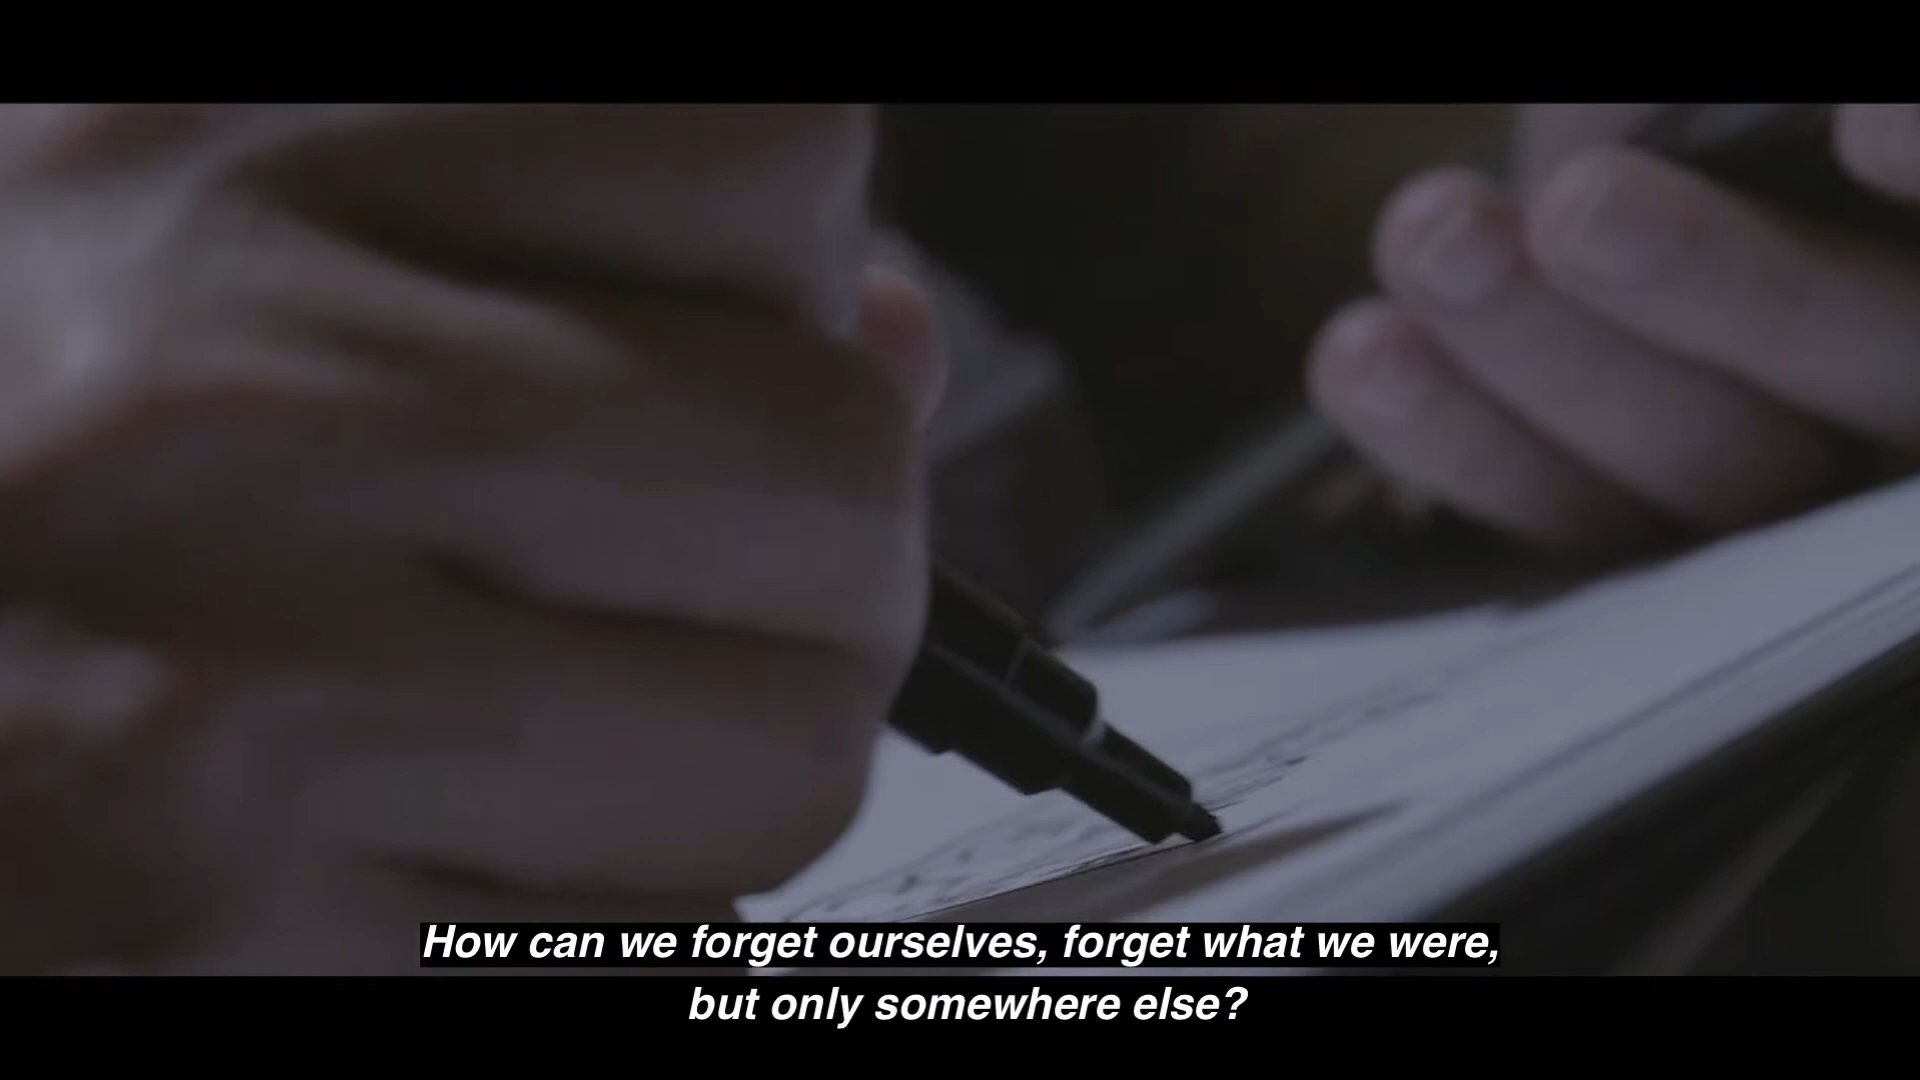 How can we forget ourselves, forget what we were,
but only somewhere else?